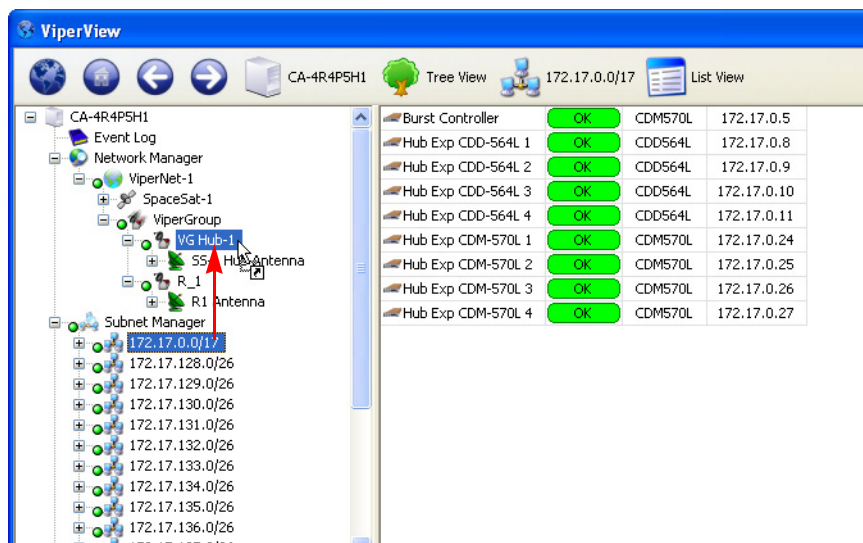 ViperView
CA-4R4P5H1 Tree View 172.17.0.0/17 List View
CA-4R4P5H1
Event Log
Network Manager
ViperNet-1
SpaceSat-1
ViperGroup
VG Hub-1
Antenna
R_1
R1 Antenna
Subnet Manager
172.17.0.0/17
172.17.128.0/26
172.17.129.0/26
172.17.130.0/26
172.17.131.0/26
172.17.132.0/26
172.17.133.0/26
172.17.134.0/26
172.17.135.0/26
172.17.136.0/26
Burst Controller OK CDM570L 172.17.0.5
Hub Exp CDD-564L 1 OK CDD564L 172.17.0.8
Hub Exp CDD-564L 2 OK CDD564L 172.17.0.9
Hub Exp CDD-564L 3 OK CDD564L 172.17.0.10
Hub Exp CDD-564L 4 OK CDD564L 172.17.0.11
Hub Exp CDM-570L 1 OK CDM570L 172.17.0.24
Hub Exp CDM-570L 2 OK CDM570L 172.17.0.25
Hub Exp CDM-570L 3 OK CDM570L 172.17.0.26
Hub Exp CDM-570L 4 OK CDM570L 172.17.0.27